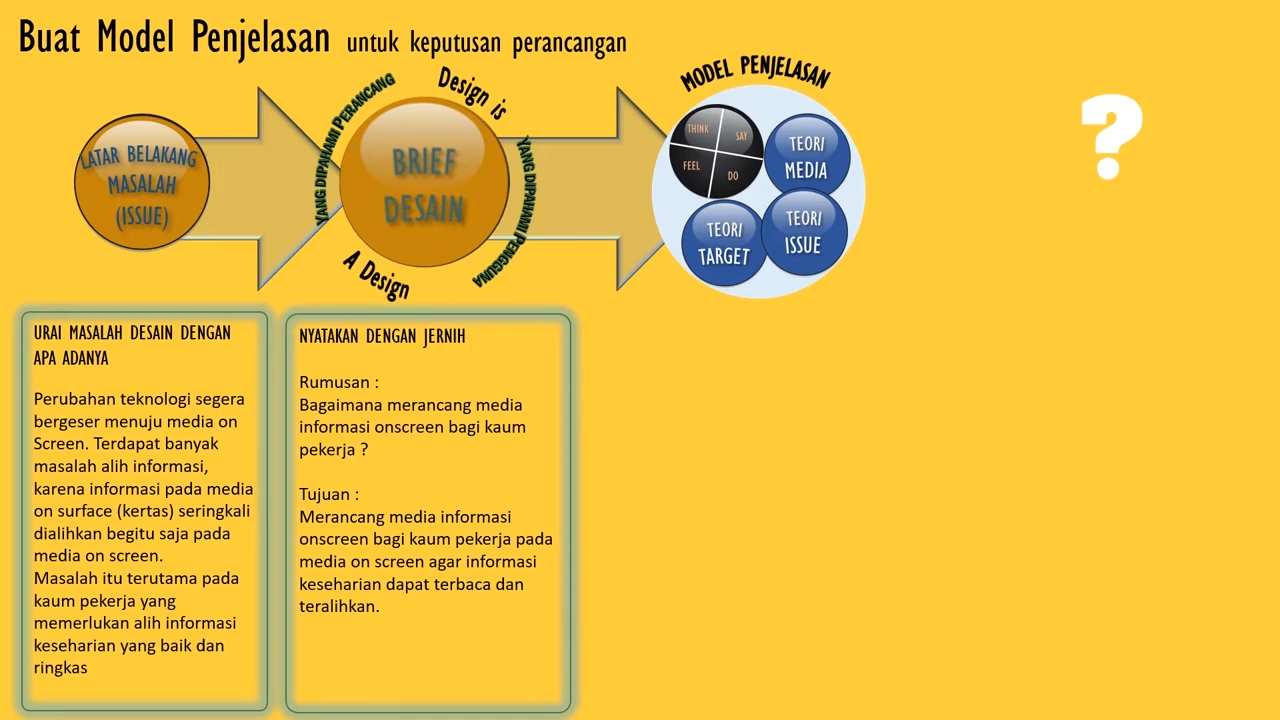 Buat Model Penjelasan untuk keputusan perancangan
LATAR BELAKANG
MASALAH
(ISSUE)
YANG DIPAHAMI PERANCANG
Design is
BRIEF
DESAIN
YANG DIPAHAMI PENGGUNA
A Design
MODEL PENJELASAN
THINK
SAY
FEEL
DO
TEORI
MEDIA
TEORI
TARGET
TEORI
ISSUE
?
URAI MASALAH DESAIN DENGAN
APA ADANYA
Perubahan teknologi segera
bergeser menuju media on
Screen. Terdapat banyak
masalah alih informasi,
karena informasi pada media
on surface (kertas) seringkali
dialihkan begitu saja pada
media on screen.
Masalah itu terutama pada
kaum pekerja yang
memerlukan alih informasi
keseharian yang baik dan
ringkas
NYATAKAN DENGAN JERNIH
Rumusan :
Bagaimana merancang media
informasi onscreen bagi kaum
pekerja ?
Tujuan :
Merancang media informasi
onscreen bagi kaum pekerja pada
media on screen agar informasi
keseharian dapat terbaca dan
teralihkan.